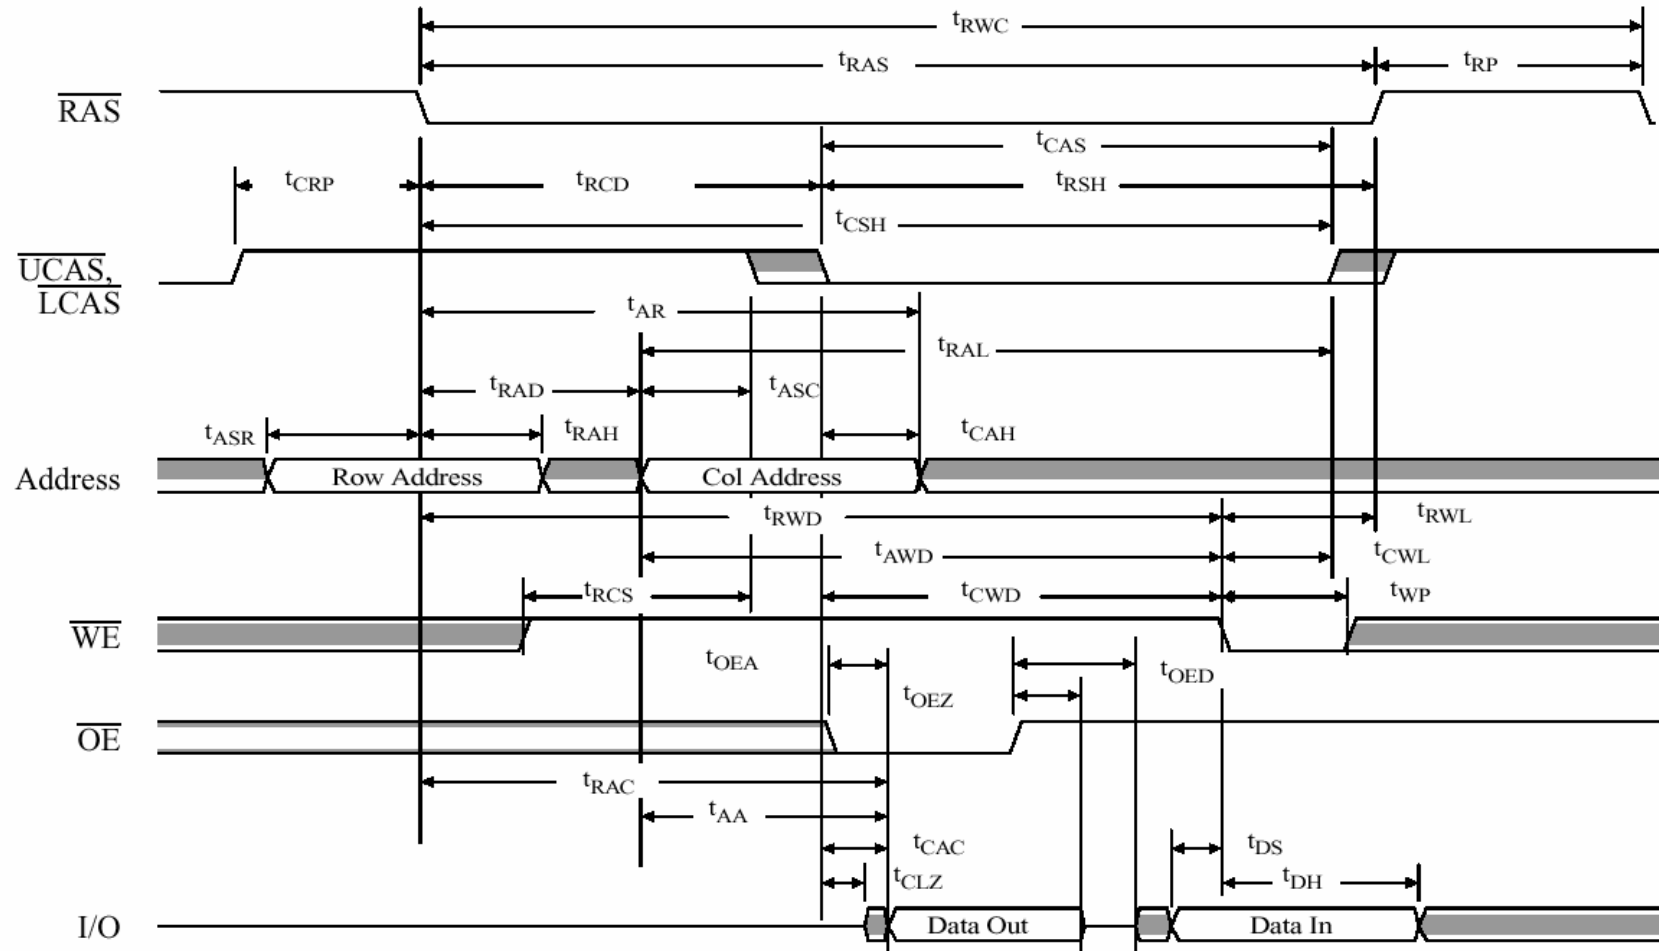 tRWC
tRAS tRP
RAS
tCAS
tCRP tRCD tRSH
tCSH
UCAS,
LCAS
tAR
tRAL
tRAD tASC
tASR tRAH tCAH
Address Row Address Col Address
tRWD tRWL
tAWD tCWL
tRCS tCWD tWP
WE
tOEA tOED
tOEZ
OE
tRAC
tAA
tCAC tDS
tCLZ tDH
I/O Data Out Data In